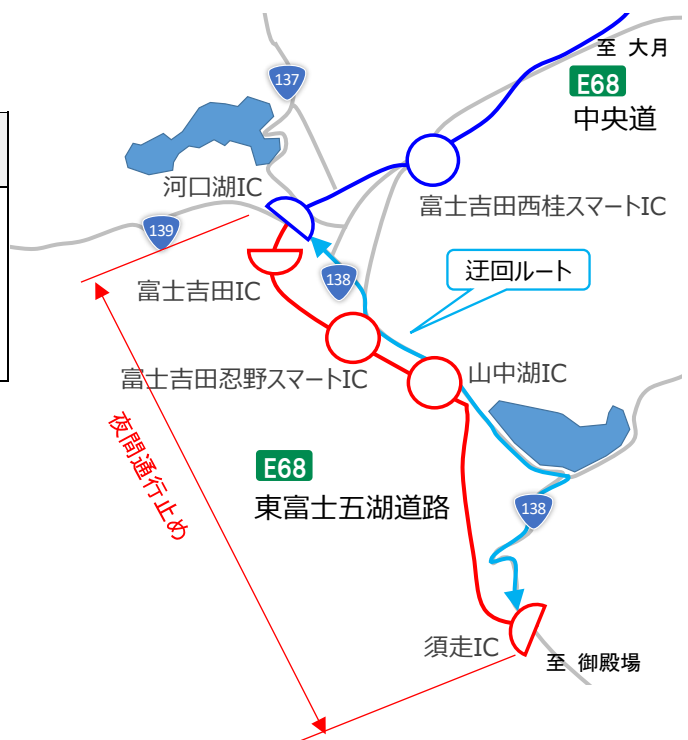 至 大月
E68
中央道
137
河口湖IC
富士吉田西桂スマートIC
139
迂回ルート
138
富士吉田IC
富士吉田忍野スマートIC
山中湖IC
夜間通行止め
E68
東富士五湖道路
138
須走IC
至 御殿場